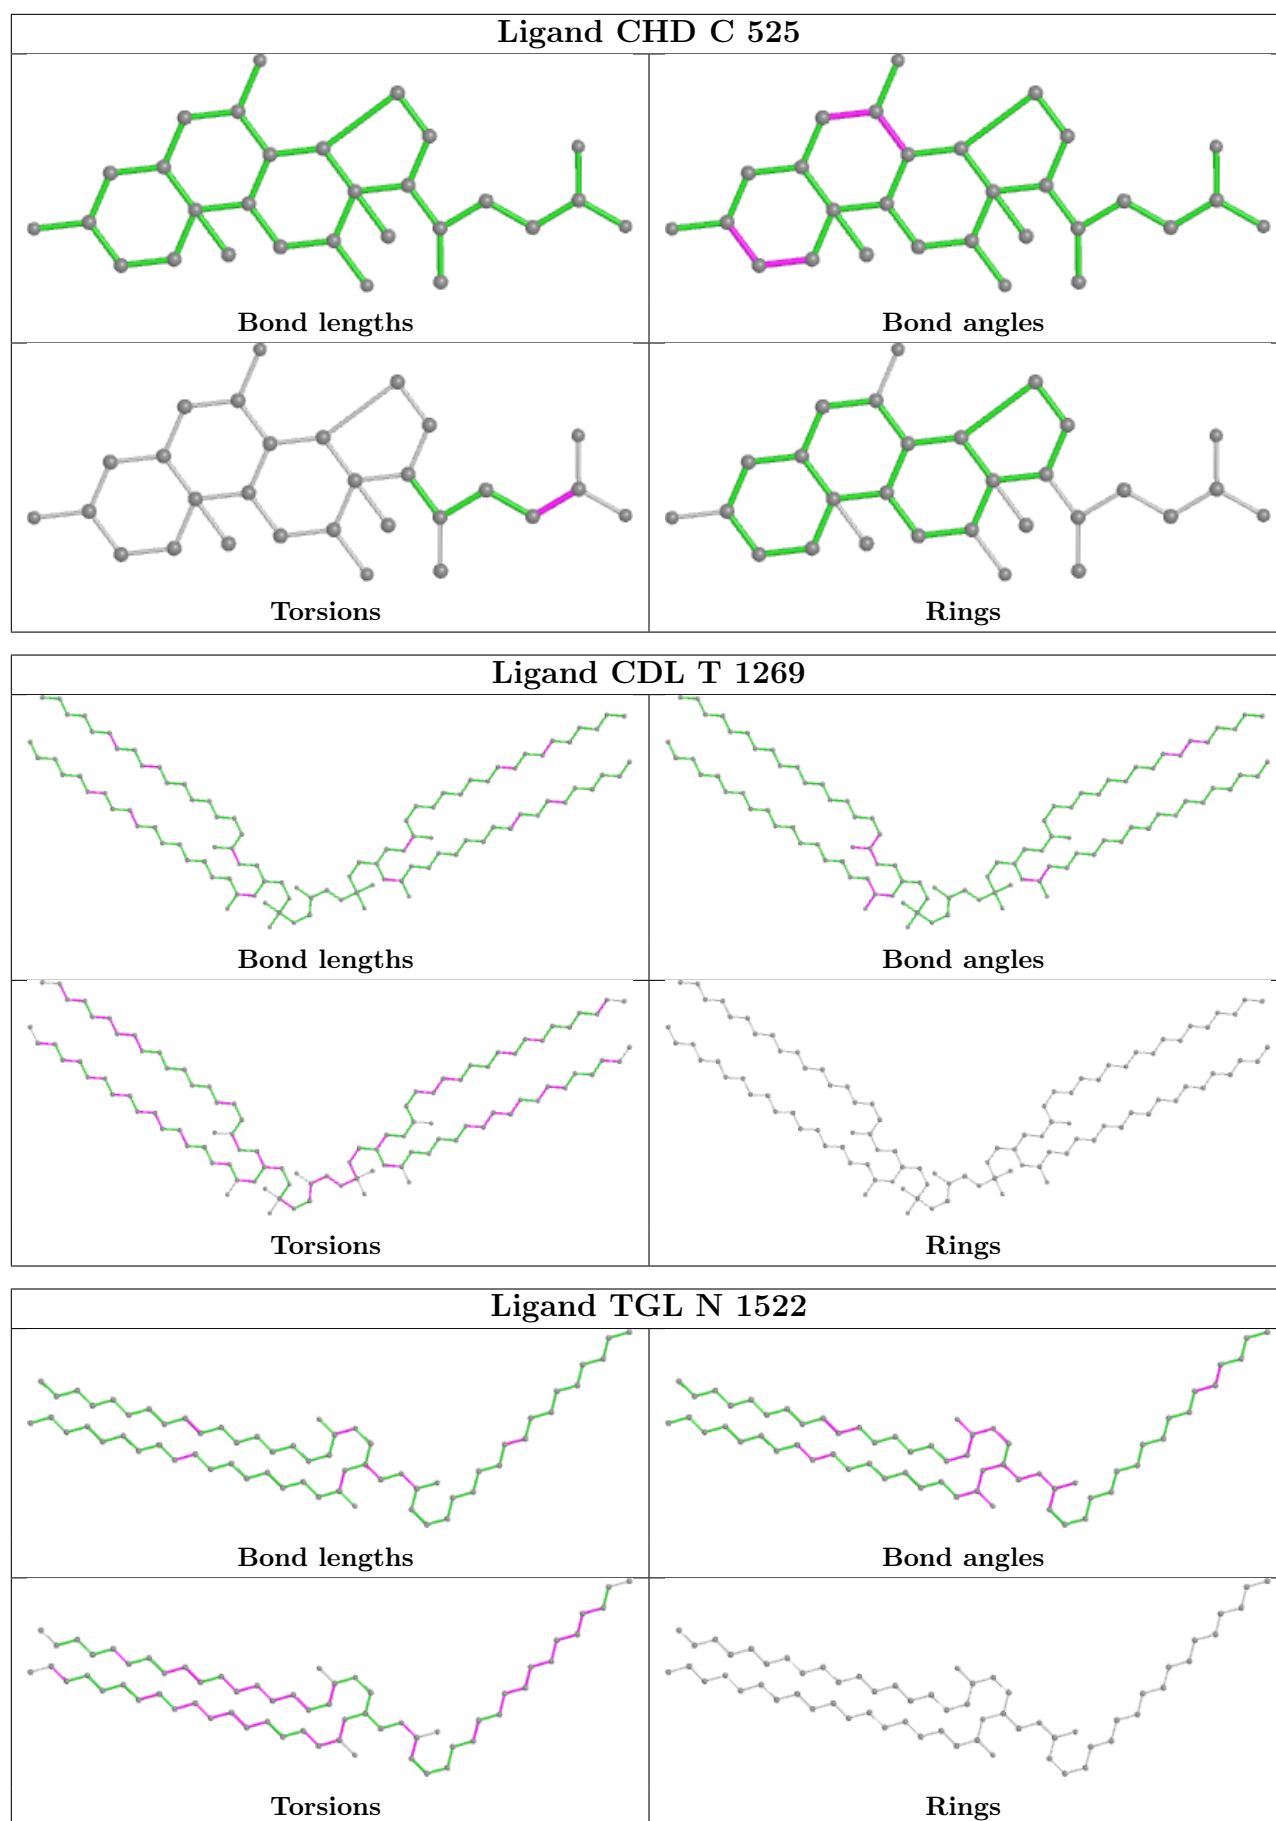 Ligand CHD C 525
Bond lengths
Bond angles
Torsions
Rings
Ligand CDL T 1269
Bond lengths
Bond angles
Torsions
Rings
Ligand TGL N 1522
Bond lengths
Bond angles
Torsions
Rings